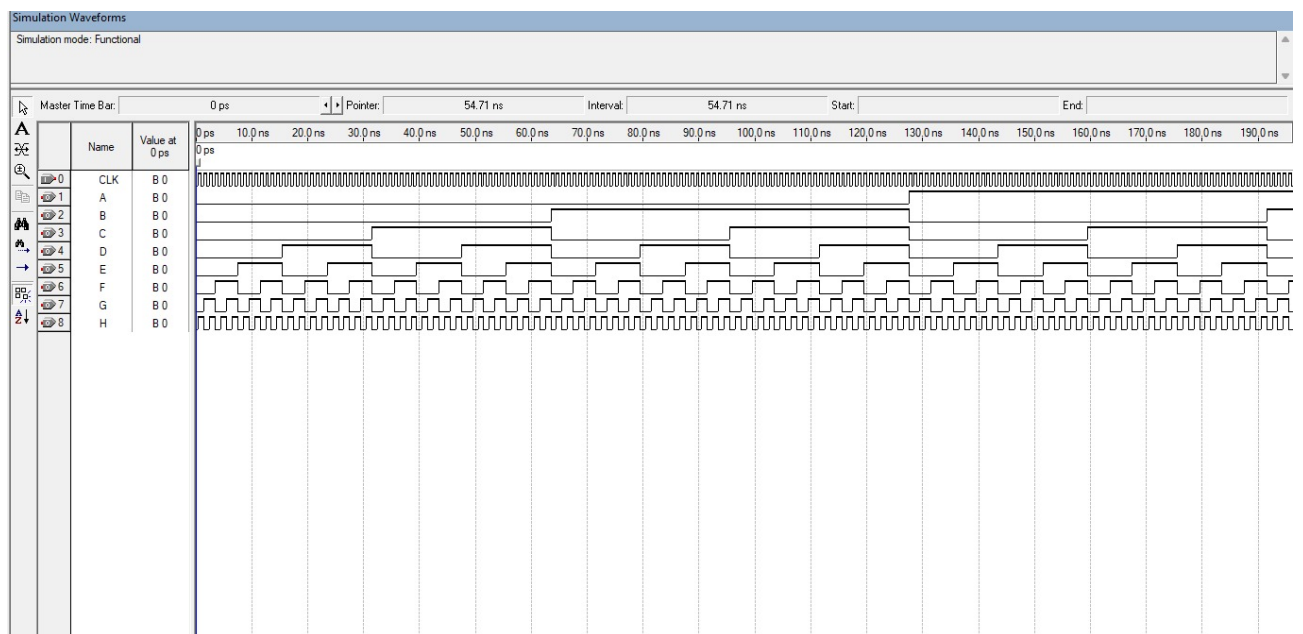 Simulation Waveforms
Simulation mode: Functional
Master Time Bar: 0 ps Pointer: 54.71 ns Interval: 54.71 ns Start: End:
Name Value at 0 ps
0 ps 10.0 ns 20.0 ns 30.0 ns 40.0 ns 50.0 ns 60.0 ns 70.0 ns 80.0 ns 90.0 ns 100.0 ns 110.0 ns 120.0 ns 130.0 ns 140.0 ns 150.0 ns 160.0 ns 170.0 ns 180.0 ns 190.0 ns
0 ps
0 CLK B 0
1 A B 0
2 B B 0
3 C B 0
4 D B 0
5 E B 0
6 F B 0
7 G B 0
8 H B 0